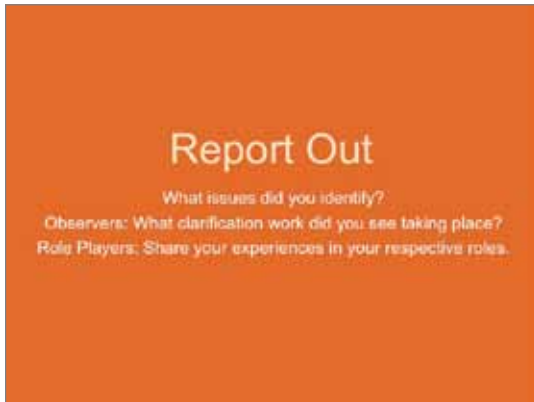 Report Out
What issues did you identify?
Observers: What clarification work did you see taking place?
Role Players: Share your experiences in your respective roles.